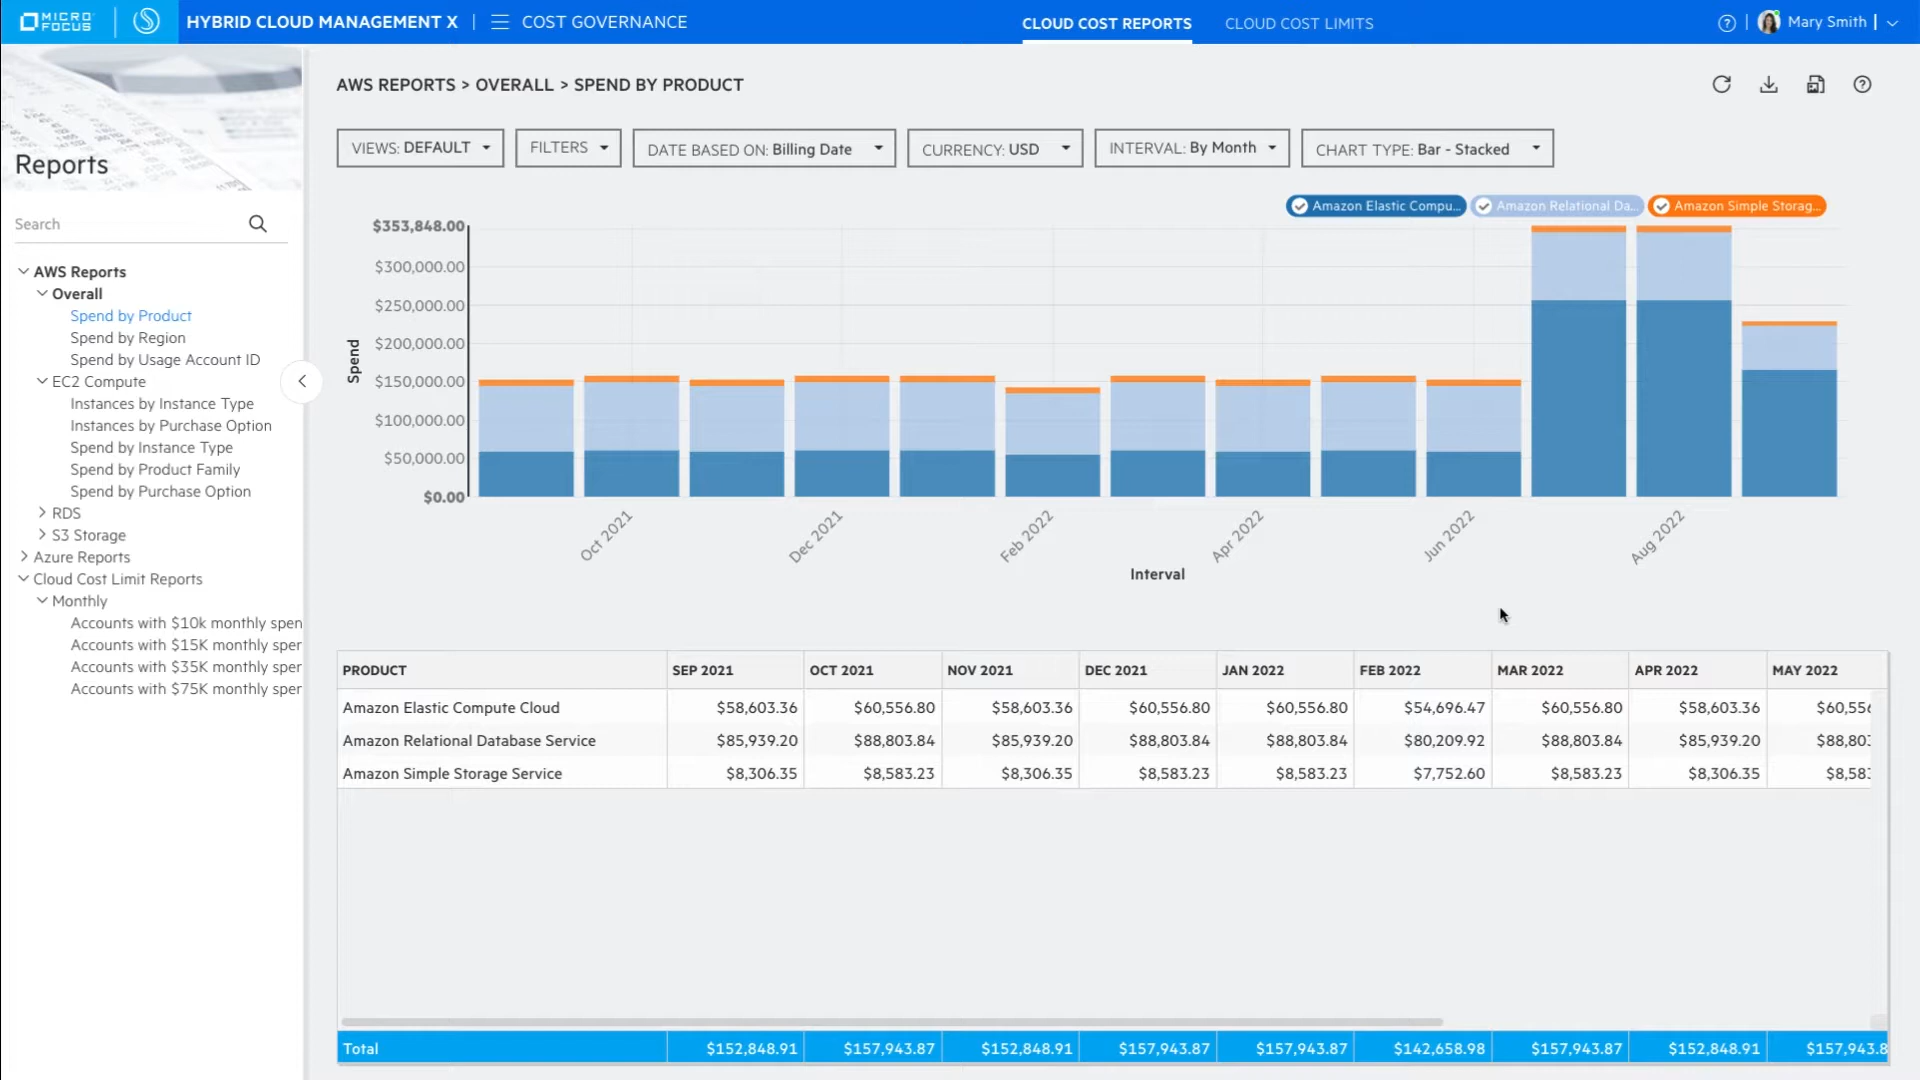 MICRO FOCUS
HYBRID CLOUD MANAGEMENT X | COST GOVERNANCE
CLOUD COST REPORTS
CLOUD COST LIMITS
Mary Smith
Reports
Search
AWS Reports
Overall
Spend by Product
Spend by Region
Spend by Usage Account ID
EC2 Compute
Instances by Instance Type
Instances by Purchase Option
Spend by Instance Type
Spend by Product Family
Spend by Purchase Option
RDS
S3 Storage
Azure Reports
Cloud Cost Limit Reports
Monthly
Accounts with $10k monthly spen
Accounts with $15K monthly sper
Accounts with $35K monthly sper
Accounts with $75K monthly sper
AWS REPORTS > OVERALL > SPEND BY PRODUCT
VIEWS: DEFAULT
FILTERS
DATE BASED ON: Billing Date
CURRENCY: USD
INTERVAL: By Month
CHART TYPE: Bar - Stacked
Amazon Elastic Compu...
Amazon Relational Da...
Amazon Simple Storag...
Spend
$353,848.00
$300,000.00
$250,000.00
$200,000.00
$150,000.00
$100,000.00
$50,000.00
$0.00
Oct 2021
Dec 2021
Feb 2022
Apr 2022
Jun 2022
Aug 2022
Interval
PRODUCT SEP 2021 OCT 2021 NOV 2021 DEC 2021 JAN 2022 FEB 2022 MAR 2022 APR 2022 MAY 2022
Amazon Elastic Compute Cloud $58,603.36 $60,556.80 $58,603.36 $60,556.80 $60,556.80 $54,696.47 $60,556.80 $58,603.36 $60,556
Amazon Relational Database Service $85,939.20 $88,803.84 $85,939.20 $88,803.84 $88,803.84 $80,209.92 $88,803.84 $85,939.20 $88,803
Amazon Simple Storage Service $8,306.35 $8,583.23 $8,306.35 $8,583.23 $8,583.23 $7,752.60 $8,583.23 $8,306.35 $8,583
Total $152,848.91 $157,943.87 $152,848.91 $157,943.87 $157,943.87 $142,658.98 $157,943.87 $152,848.91 $157,943.8